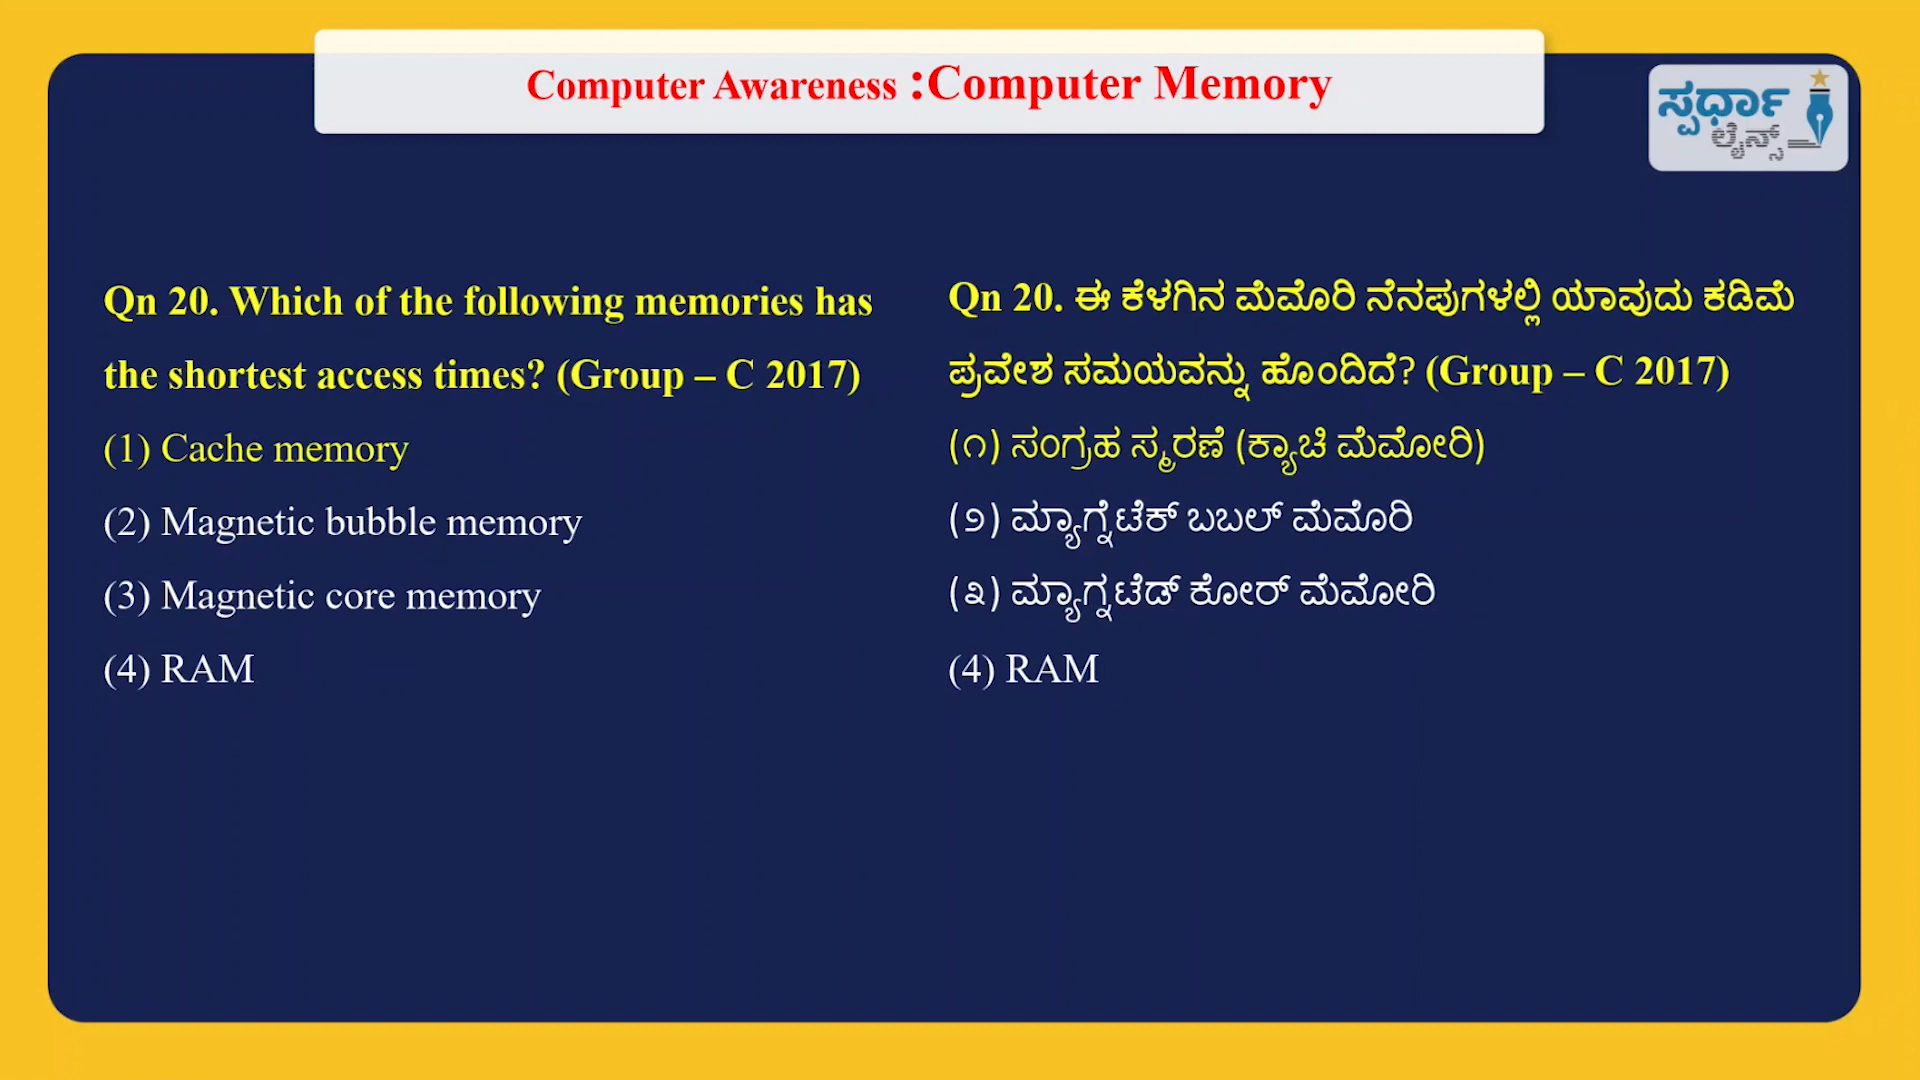 Computer Awareness :Computer Memory
ಸ್ಪರ್ಧಾ
ಲೈನ್ಸ್
Qn 20. Which of the following memories has
the shortest access times? (Group – C 2017)
(1) Cache memory
(2) Magnetic bubble memory
(3) Magnetic core memory
(4) RAM
Qn 20. ಈ ಕೆಳಗಿನ ಮೆಮೊರಿ ನೆನಪುಗಳಲ್ಲಿ ಯಾವುದು ಕಡಿಮೆ
ಪ್ರವೇಶ ಸಮಯವನ್ನು ಹೊಂದಿದೆ? (Group – C 2017)
(೧) ಸಂಗ್ರಹ ಸ್ಮರಣೆ (ಕ್ಯಾಚಿ ಮೆಮೋರಿ)
(೨) ಮ್ಯಾಗ್ನೆಟೆಕ್ ಬಬಲ್ ಮೆಮೊರಿ
(೩) ಮ್ಯಾಗ್ನಟೆಡ್ ಕೋರ್ ಮೆಮೋರಿ
(4) RAM